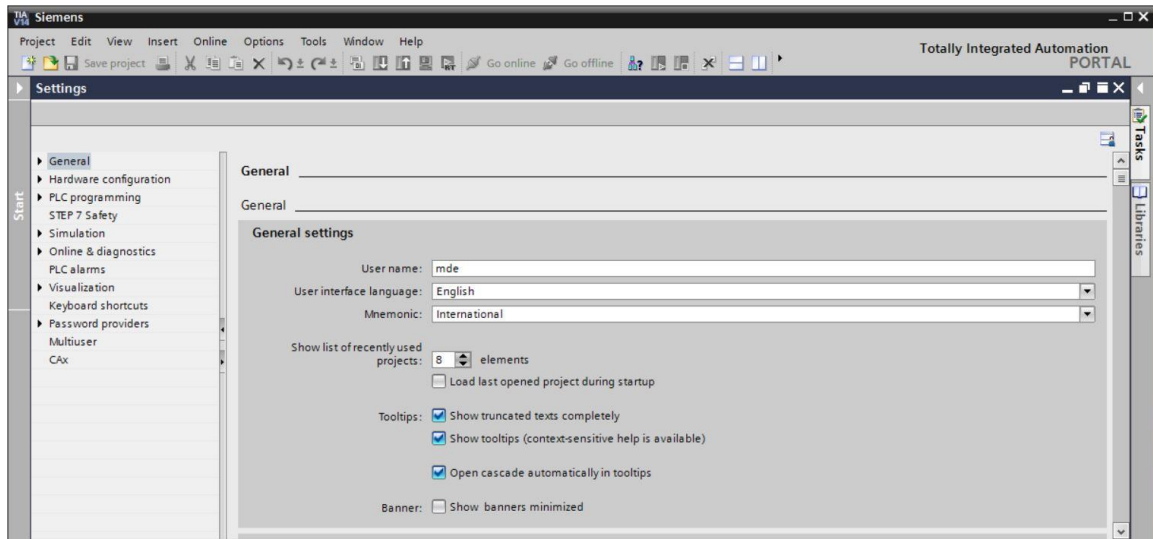 TIA V14 Siemens
Project Edit View Insert Online Options Tools Window Help
Save project Go online Go offline
Totally Integrated Automation
PORTAL
Settings
Start
General
Hardware configuration
PLC programming
STEP 7 Safety
Simulation
Online & diagnostics
PLC alarms
Visualization
Keyboard shortcuts
Password providers
Multiuser
CAx
General
General
General settings
User name: mde
User interface language: English
Mnemonic: International
Show list of recently used
projects: 8 elements
Load last opened project during startup
Tooltips: Show truncated texts completely
Show tooltips (context-sensitive help is available)
Open cascade automatically in tooltips
Banner: Show banners minimized
Tasks
Libraries